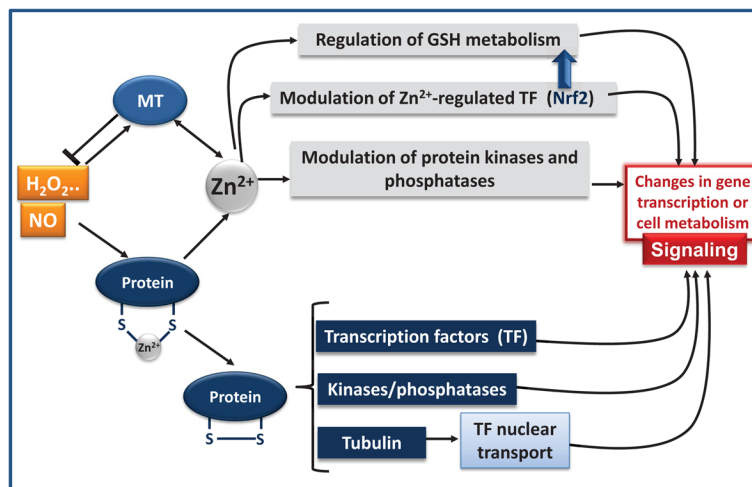 Regulation of GSH metabolism
MT
Modulation of Zn²⁺-regulated TF (Nrf2)
Modulation of protein kinases and
phosphatases
H₂O₂..
NO
Zn²⁺
Changes in gene
transcription or
cell metabolism
Signaling
Protein
S S
Zn²⁺
Protein
S S
Transcription factors (TF)
Kinases/phosphatases
Tubulin
TF nuclear
transport